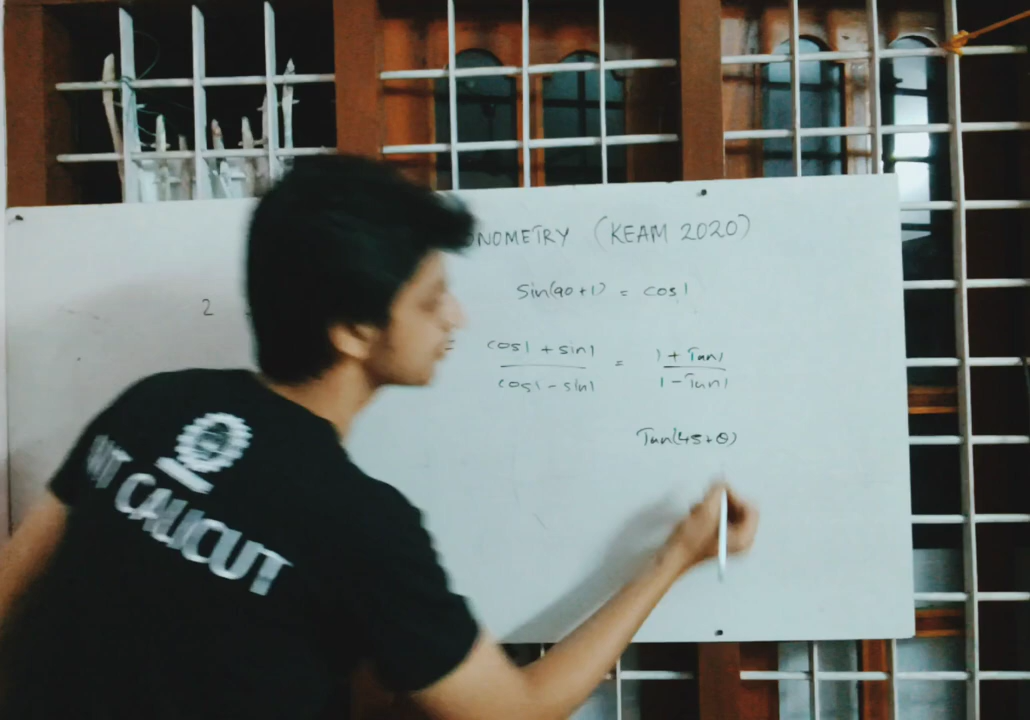 ONOMETRY (KEAM 2020)
Sin(90+1) = cos1
2
= cos1 + sin1 / cos1 - sin1 = 1 + Tan1 / 1 - Tan1
Tan(45+θ)
NIT CALICUT